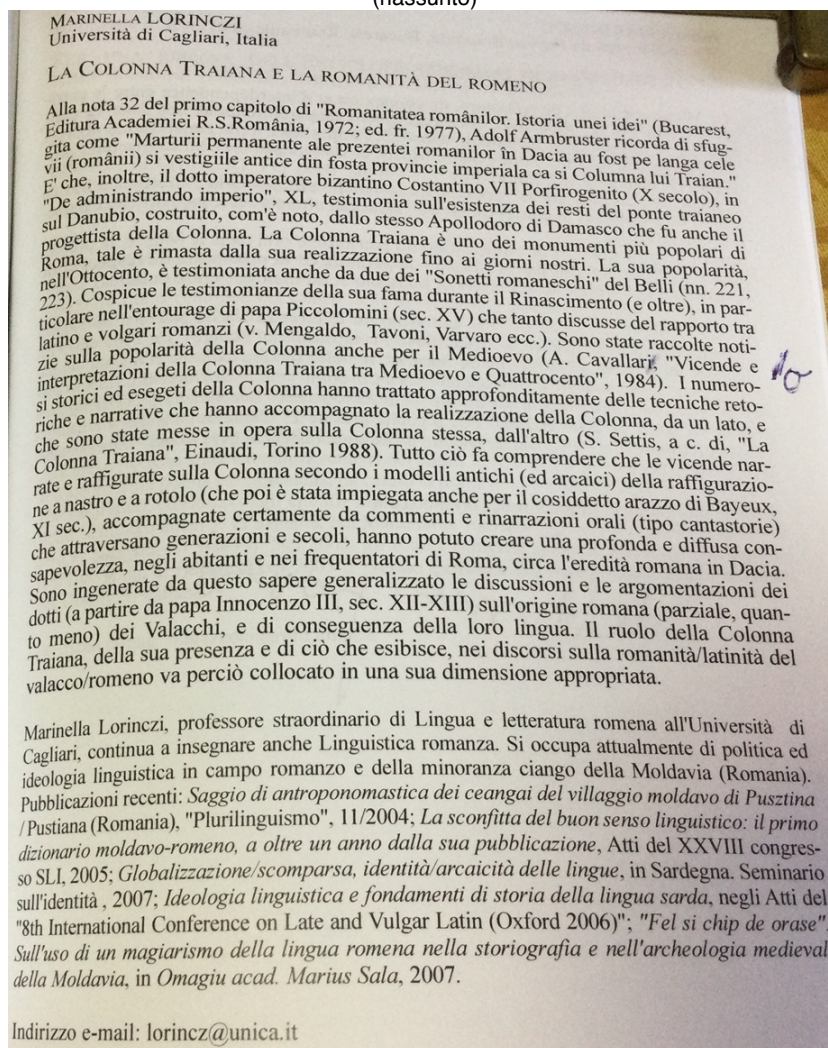 (riassunto)
MARINELLA LORINCZI
Università di Cagliari, Italia
LA COLONNA TRAIANA E LA ROMANITÀ DEL ROMENO
Alla nota 32 del primo capitolo di "Romanitatea românilor. Istoria unei idei" (Bucarest,
Editura Academiei R.S.România, 1972; ed. fr. 1977), Adolf Armbruster ricorda di sfug-
gita come "Marturii permanente ale prezentei romanilor în Dacia au fost pe langa cele
vii (românii) si vestigiile antice din fosta provincie imperiala ca si Columna lui Traian."
E' che, inoltre, il dotto imperatore bizantino Costantino VII Porfirogenito (X secolo), in
"De administrando imperio", XL, testimonia sull'esistenza dei resti del ponte traianeo
sul Danubio, costruito, com'è noto, dallo stesso Apollodoro di Damasco che fu anche il
progettista della Colonna. La Colonna Traiana è uno dei monumenti più popolari di
Roma, tale è rimasta dalla sua realizzazione fino ai giorni nostri. La sua popolarità,
nell'Ottocento, è testimoniata anche da due dei "Sonetti romaneschi" del Belli (nn. 221,
223). Cospicue le testimonianze della sua fama durante il Rinascimento (e oltre), in par-
ticolare nell'entourage di papa Piccolomini (sec. XV) che tanto discusse del rapporto tra
latino e volgari romanzi (v. Mengaldo, Tavoni, Varvaro ecc.). Sono state raccolte noti-
zie sulla popolarità della Colonna anche per il Medioevo (A. Cavallari, "Vicende e
interpretazioni della Colonna Traiana tra Medioevo e Quattrocento", 1984). I numero-
si storici ed esegeti della Colonna hanno trattato approfonditamente delle tecniche reto-
riche e narrative che hanno accompagnato la realizzazione della Colonna, da un lato, e
che sono state messe in opera sulla Colonna stessa, dall'altro (S. Settis, a c. di, "La
Colonna Traiana", Einaudi, Torino 1988). Tutto ciò fa comprendere che le vicende nar-
rate e raffigurate sulla Colonna secondo i modelli antichi (ed arcaici) della raffigurazio-
ne a nastro e a rotolo (che poi è stata impiegata anche per il cosiddetto arazzo di Bayeux,
XI sec.), accompagnate certamente da commenti e rinarrazioni orali (tipo cantastorie)
che attraversano generazioni e secoli, hanno potuto creare una profonda e diffusa con-
sapevolezza, negli abitanti e nei frequentatori di Roma, circa l'eredità romana in Dacia.
Sono ingenerate da questo sapere generalizzato le discussioni e le argomentazioni dei
dotti (a partire da papa Innocenzo III, sec. XII-XIII) sull'origine romana (parziale, quan-
to meno) dei Valacchi, e di conseguenza della loro lingua. Il ruolo della Colonna
Traiana, della sua presenza e di ciò che esibisce, nei discorsi sulla romanità/latinità del
valacco/romeno va perciò collocato in una sua dimensione appropriata.
Marinella Lorinczi, professore straordinario di Lingua e letteratura romena all'Università di
Cagliari, continua a insegnare anche Linguistica romanza. Si occupa attualmente di politica ed
ideologia linguistica in campo romanzo e della minoranza ciango della Moldavia (Romania).
Pubblicazioni recenti: Saggio di antroponomastica dei ceangai del villaggio moldavo di Pusztina
/ Pustiana (Romania), "Plurilinguismo", 11/2004; La sconfitta del buon senso linguistico: il primo
dizionario moldavo-romeno, a oltre un anno dalla sua pubblicazione, Atti del XXVIII congres-
so SLI, 2005; Globalizzazione/scomparsa, identità/arcaicità delle lingue, in Sardegna. Seminario
sull'identità , 2007; Ideologia linguistica e fondamenti di storia della lingua sarda, negli Atti del
"8th International Conference on Late and Vulgar Latin (Oxford 2006)"; "Fel si chip de orase".
Sull'uso di un magiarismo della lingua romena nella storiografia e nell'archeologia medieval
della Moldavia, in Omagiu acad. Marius Sala, 2007.
Indirizzo e-mail: lorincz@unica.it